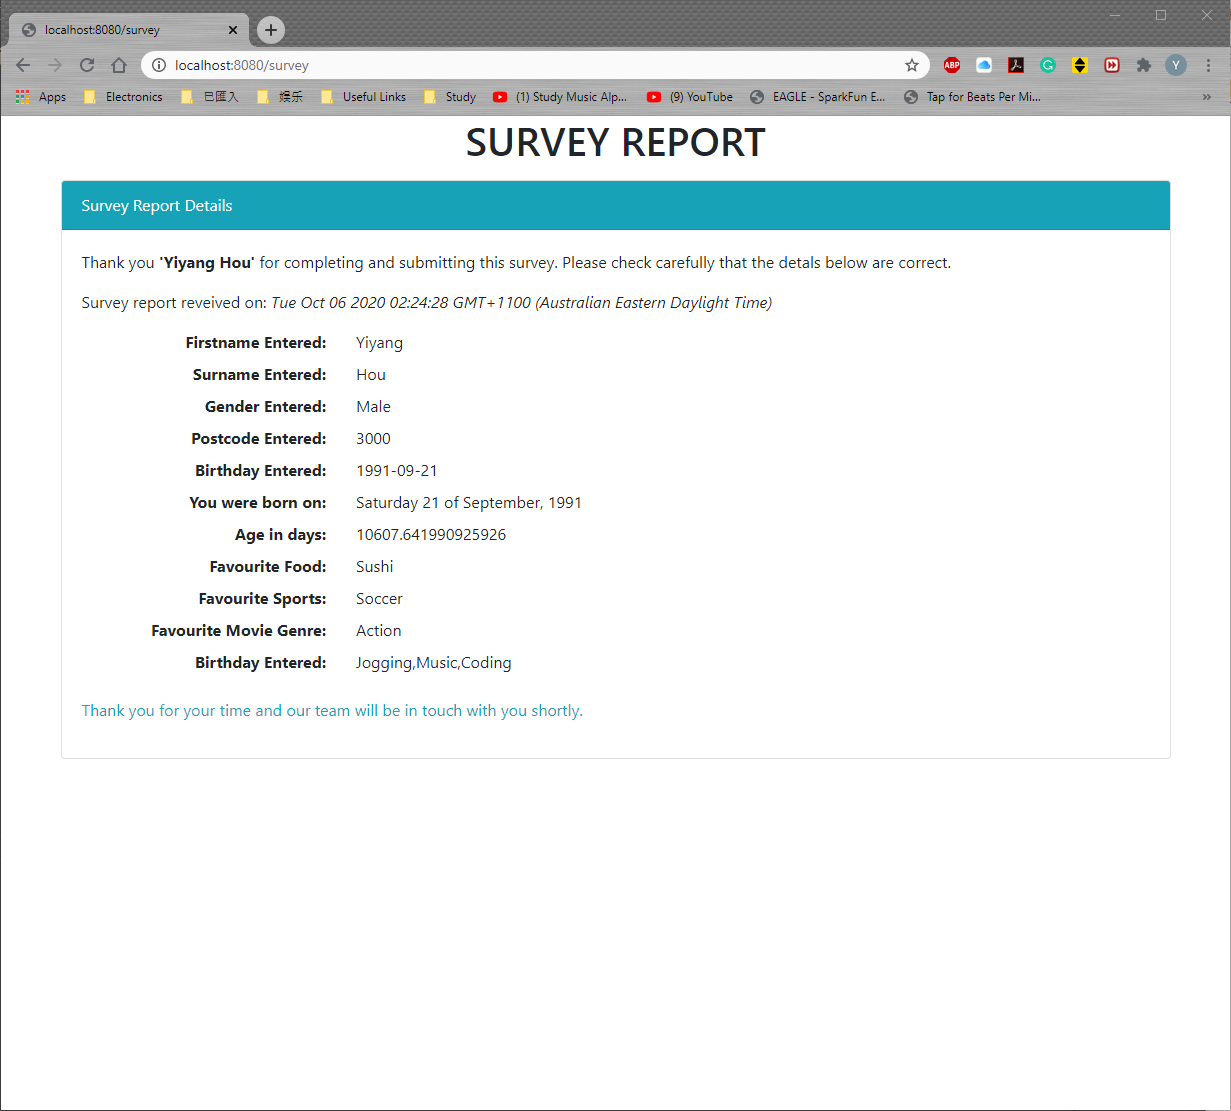 localhost:8080/survey
localhost:8080/survey
ABP
Y
Apps Electronics 已匯入 娱乐 Useful Links Study (1) Study Music Alp... (9) YouTube EAGLE - SparkFun E... Tap for Beats Per Mi... »
SURVEY REPORT
Survey Report Details
Thank you 'Yiyang Hou' for completing and submitting this survey. Please check carefully that the detals below are correct.
Survey report reveived on: Tue Oct 06 2020 02:24:28 GMT+1100 (Australian Eastern Daylight Time)
Firstname Entered: Yiyang
Surname Entered: Hou
Gender Entered: Male
Postcode Entered: 3000
Birthday Entered: 1991-09-21
You were born on: Saturday 21 of September, 1991
Age in days: 10607.641990925926
Favourite Food: Sushi
Favourite Sports: Soccer
Favourite Movie Genre: Action
Birthday Entered: Jogging,Music,Coding
Thank you for your time and our team will be in touch with you shortly.